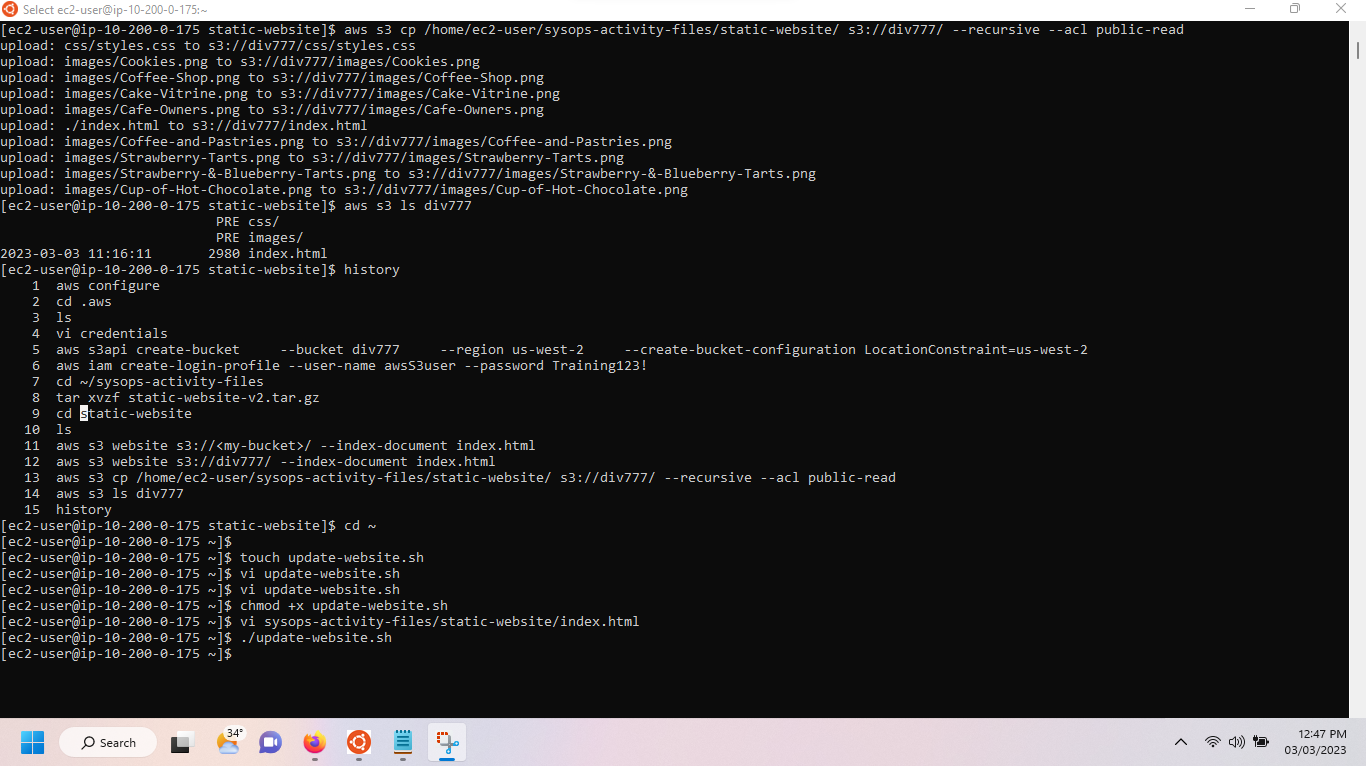 Select ec2-user@ip-10-200-0-175:~
[ec2-user@ip-10-200-0-175 static-website]$ aws s3 cp /home/ec2-user/sysops-activity-files/static-website/ s3://div777/ --recursive --acl public-read
upload: css/styles.css to s3://div777/css/styles.css
upload: images/Cookies.png to s3://div777/images/Cookies.png
upload: images/Coffee-Shop.png to s3://div777/images/Coffee-Shop.png
upload: images/Cake-Vitrine.png to s3://div777/images/Cake-Vitrine.png
upload: images/Cafe-Owners.png to s3://div777/images/Cafe-Owners.png
upload: ./index.html to s3://div777/index.html
upload: images/Coffee-and-Pastries.png to s3://div777/images/Coffee-and-Pastries.png
upload: images/Strawberry-Tarts.png to s3://div777/images/Strawberry-Tarts.png
upload: images/Strawberry-&-Blueberry-Tarts.png to s3://div777/images/Strawberry-&-Blueberry-Tarts.png
upload: images/Cup-of-Hot-Chocolate.png to s3://div777/images/Cup-of-Hot-Chocolate.png
[ec2-user@ip-10-200-0-175 static-website]$ aws s3 ls div777
PRE css/
PRE images/
2023-03-03 11:16:11       2980 index.html
[ec2-user@ip-10-200-0-175 static-website]$ history
1  aws configure
2  cd .aws
3  ls
4  vi credentials
5  aws s3api create-bucket     --bucket div777     --region us-west-2     --create-bucket-configuration LocationConstraint=us-west-2
6  aws iam create-login-profile --user-name awsS3user --password Training123!
7  cd ~/sysops-activity-files
8  tar xvzf static-website-v2.tar.gz
9  cd static-website
10  ls
11  aws s3 website s3://<my-bucket>/ --index-document index.html
12  aws s3 website s3://div777/ --index-document index.html
13  aws s3 cp /home/ec2-user/sysops-activity-files/static-website/ s3://div777/ --recursive --acl public-read
14  aws s3 ls div777
15  history
[ec2-user@ip-10-200-0-175 static-website]$ cd ~
[ec2-user@ip-10-200-0-175 ~]$
[ec2-user@ip-10-200-0-175 ~]$ touch update-website.sh
[ec2-user@ip-10-200-0-175 ~]$ vi update-website.sh
[ec2-user@ip-10-200-0-175 ~]$ vi update-website.sh
[ec2-user@ip-10-200-0-175 ~]$ chmod +x update-website.sh
[ec2-user@ip-10-200-0-175 ~]$ vi sysops-activity-files/static-website/index.html
[ec2-user@ip-10-200-0-175 ~]$ ./update-website.sh
[ec2-user@ip-10-200-0-175 ~]$
Search
34°
12:47 PM
03/03/2023